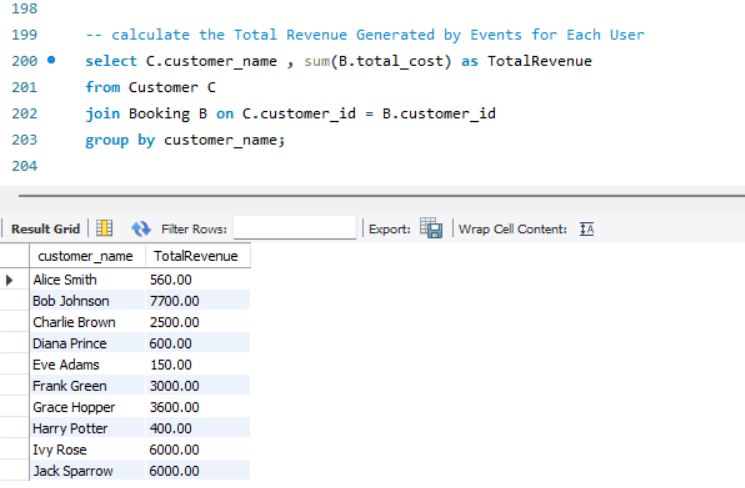 198
199 -- calculate the Total Revenue Generated by Events for Each User
200 select C.customer_name , sum(B.total_cost) as TotalRevenue
201 from Customer C
202 join Booking B on C.customer_id = B.customer_id
203 group by customer_name;
204
Result Grid Filter Rows: Export: Wrap Cell Content: IA
customer_name TotalRevenue
Alice Smith 560.00
Bob Johnson 7700.00
Charlie Brown 2500.00
Diana Prince 600.00
Eve Adams 150.00
Frank Green 3000.00
Grace Hopper 3600.00
Harry Potter 400.00
Ivy Rose 6000.00
Jack Sparrow 6000.00